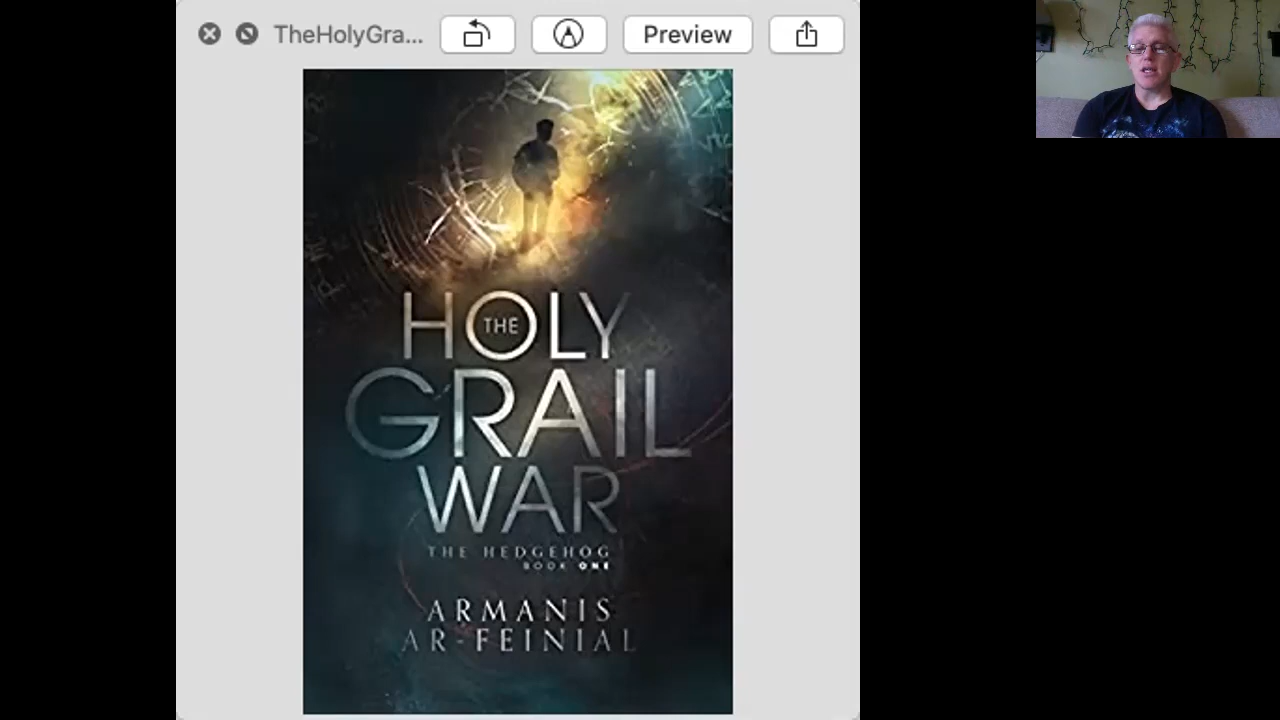 TheHolyGra...
Preview
THE
HOLY
GRAIL
WAR
THE HEDGEHOG
BOOK ONE
ARMANIS
AR-FEINIAL